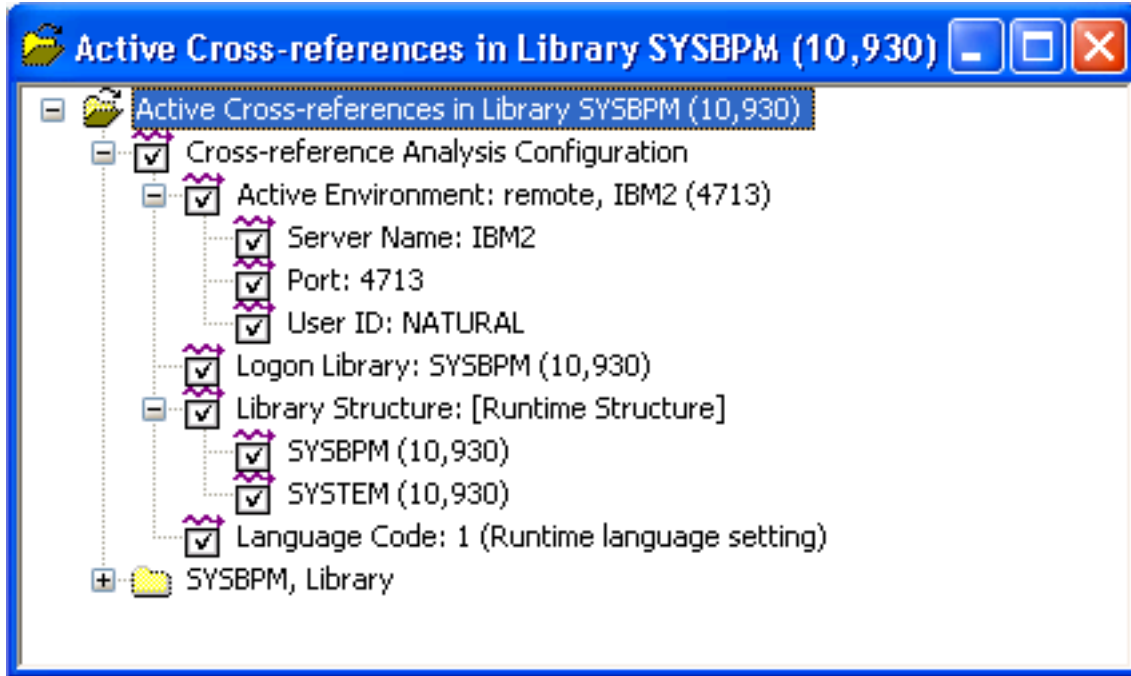 Active Cross-references in Library SYSBPM (10,930)
Active Cross-references in Library SYSBPM (10,930)
Cross-reference Analysis Configuration
Active Environment: remote, IBM2 (4713)
Server Name: IBM2
Port: 4713
User ID: NATURAL
Logon Library: SYSBPM (10,930)
Library Structure: [Runtime Structure]
SYSBPM (10,930)
SYSTEM (10,930)
Language Code: 1 (Runtime language setting)
SYSBPM, Library